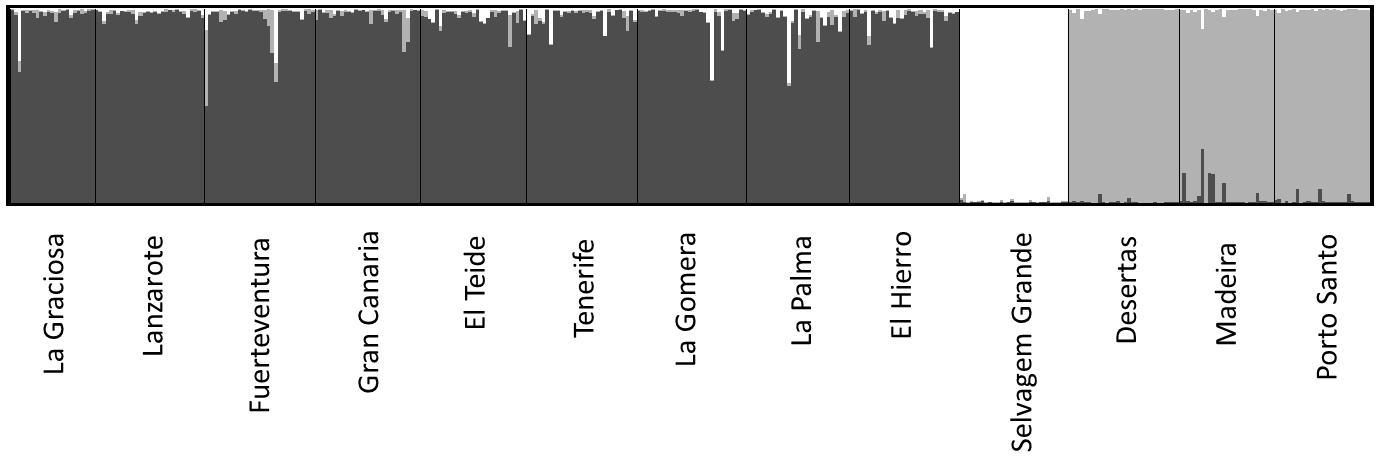 La Graciosa
Lanzarote
Fuerteventura
Gran Canaria
El Teide
Tenerife
La Gomera
La Palma
El Hierro
Selvagem Grande
Desertas
Madeira
Porto Santo